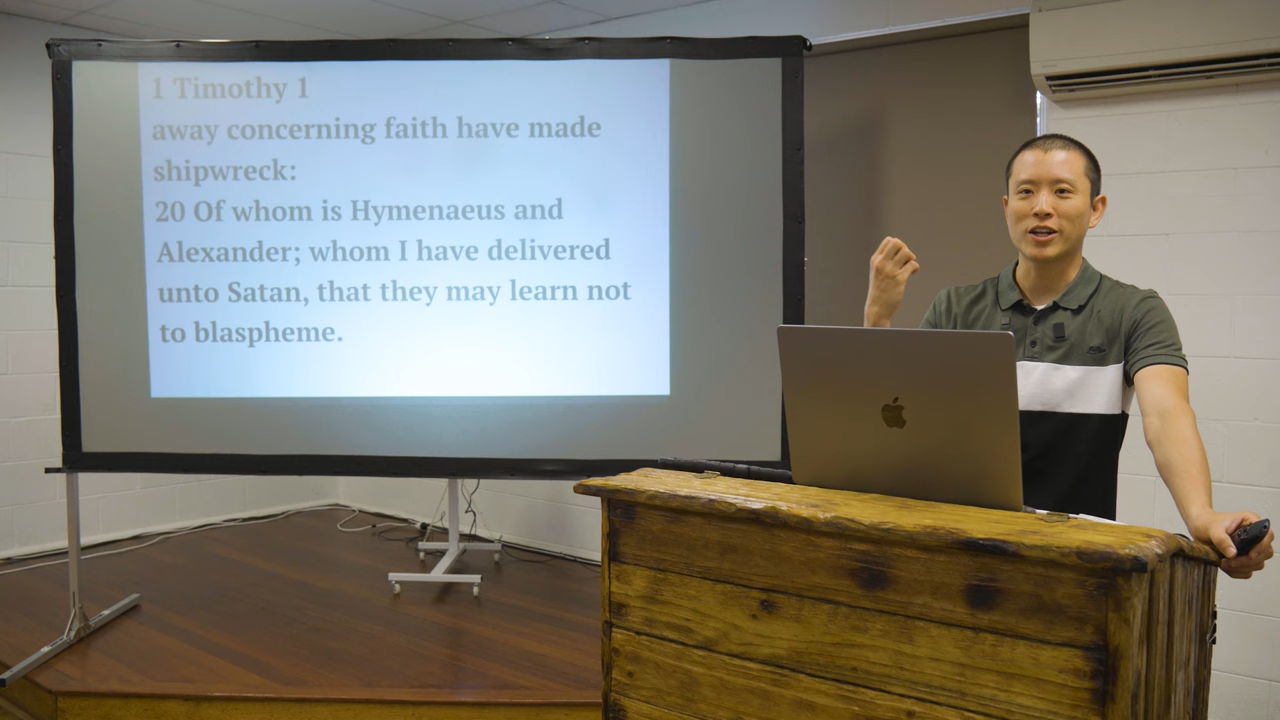 1 Timothy 1
away concerning faith have made
shipwreck:
20 Of whom is Hymenaeus and
Alexander; whom I have delivered
unto Satan, that they may learn not
to blaspheme.